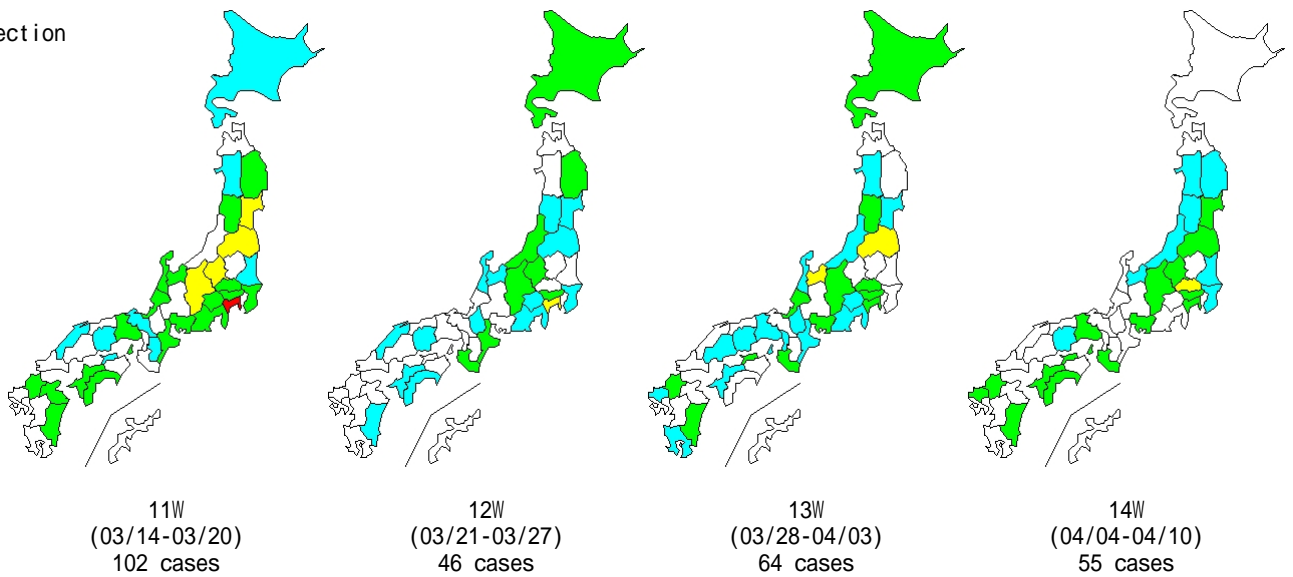 ection
11W
(03/14-03/20)
102 cases
12W
(03/21-03/27)
46 cases
13W
(03/28-04/03)
64 cases
14W
(04/04-04/10)
55 cases